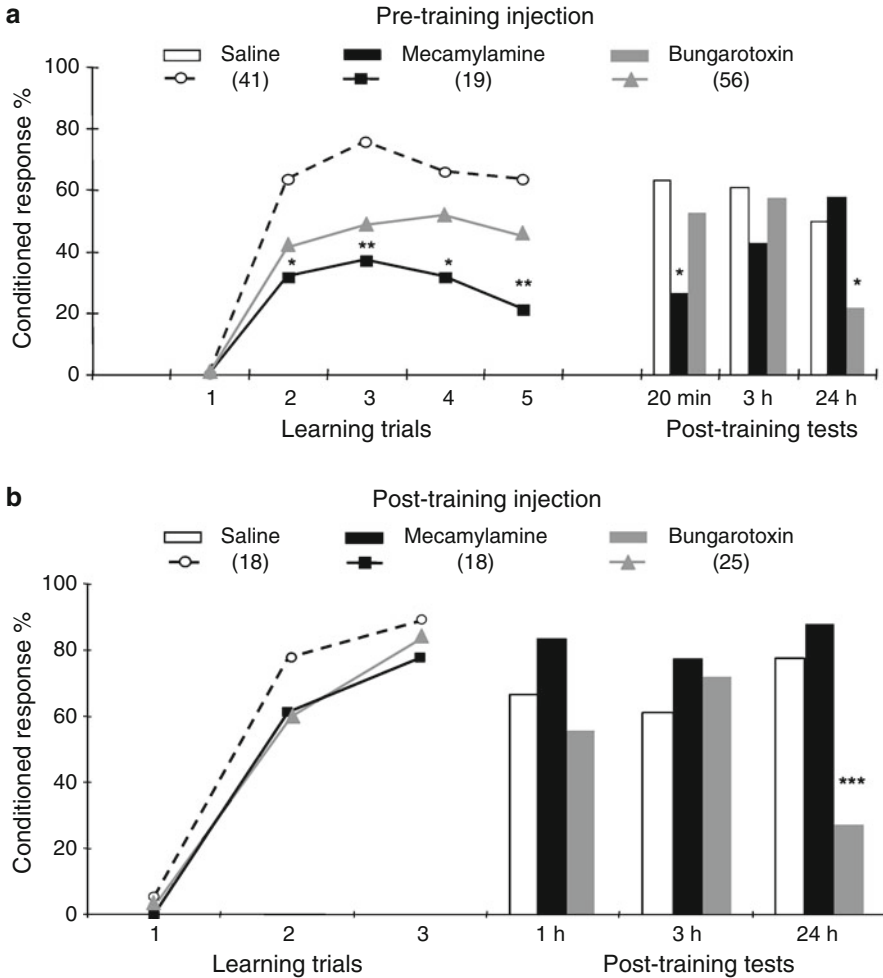 a
Pre-training injection
Saline Mecamylamine Bungarotoxin
(41) (19) (56)
Conditioned response %
100
80
60
40
20
0
* ** * **
* *
1 2 3 4 5 20 min 3 h 24 h
Learning trials Post-training tests
b
Post-training injection
Saline Mecamylamine Bungarotoxin
(18) (18) (25)
Conditioned response %
100
80
60
40
20
0
***
1 2 3 1 h 3 h 24 h
Learning trials Post-training tests